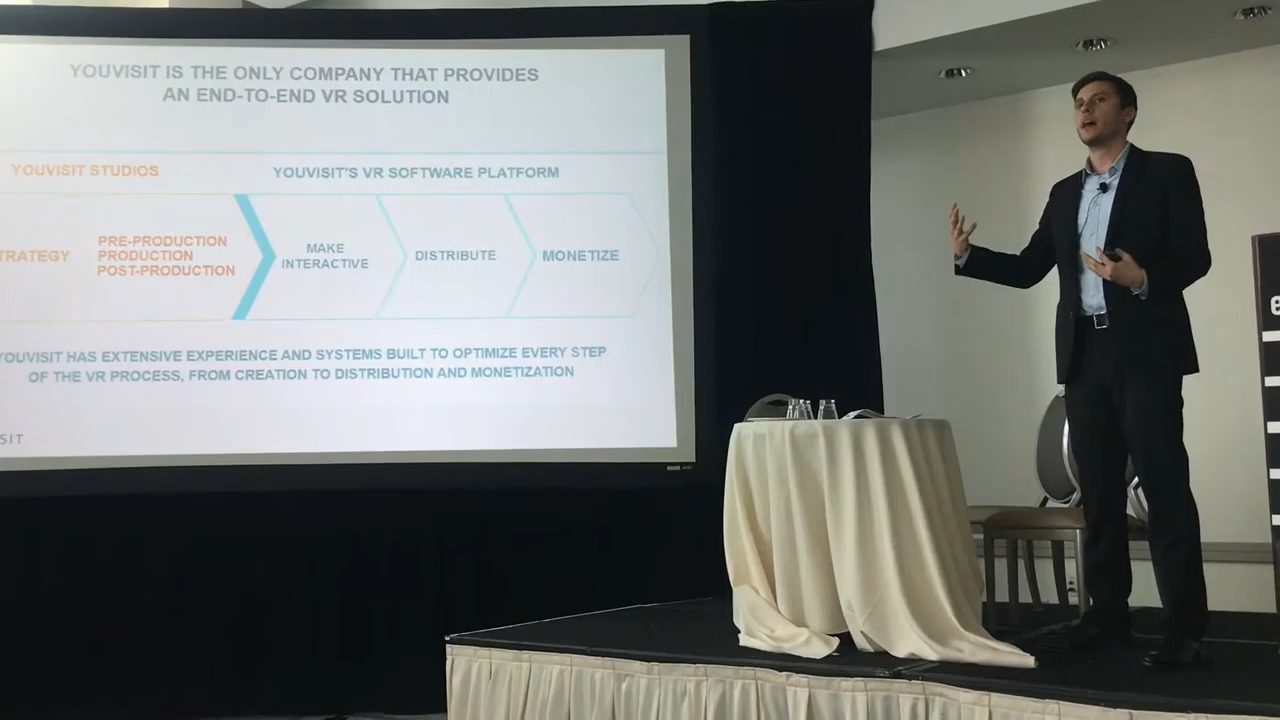 YOUVISIT IS THE ONLY COMPANY THAT PROVIDES
AN END-TO-END VR SOLUTION
YOUVISIT STUDIOS
YOUVISIT'S VR SOFTWARE PLATFORM
TRATEGY
PRE-PRODUCTION
PRODUCTION
POST-PRODUCTION
MAKE
INTERACTIVE
DISTRIBUTE
MONETIZE
YOUVISIT HAS EXTENSIVE EXPERIENCE AND SYSTEMS BUILT TO OPTIMIZE EVERY STEP
OF THE VR PROCESS, FROM CREATION TO DISTRIBUTION AND MONETIZATION
SIT
e